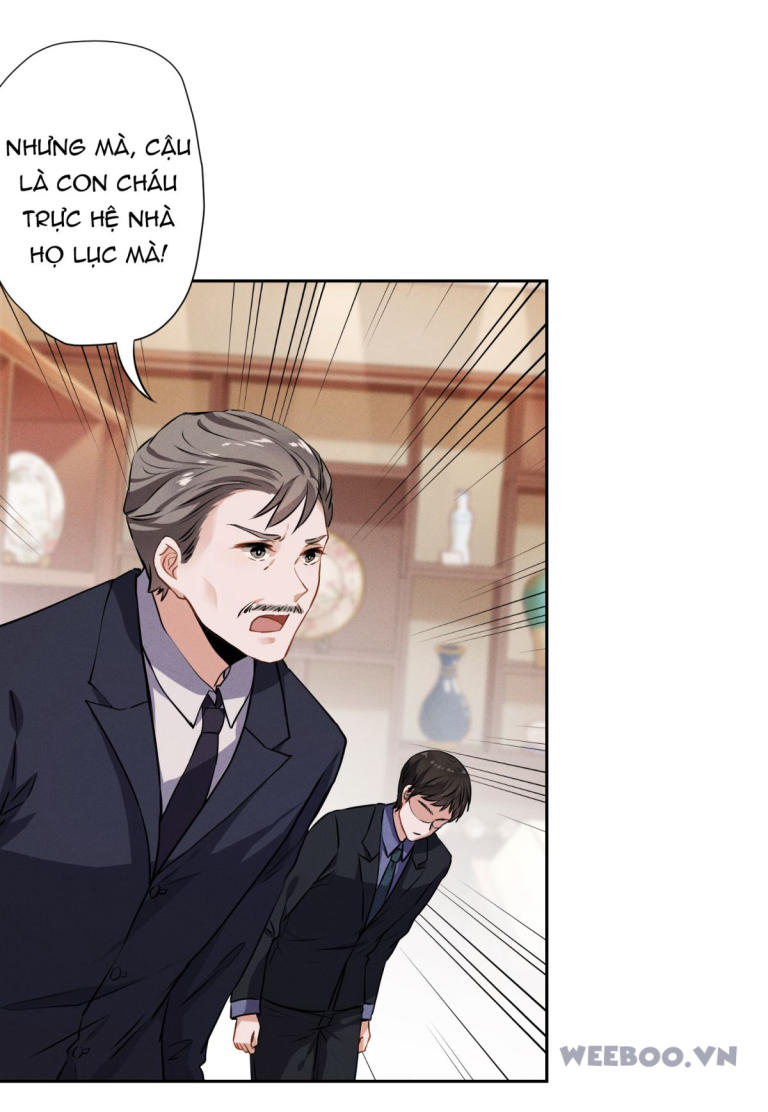 NHƯNG MÀ, CẬU
LÀ CON CHÁU
TRỰC HỆ NHÀ
HỌ LỤC MÀ!
WEEBOO.VN